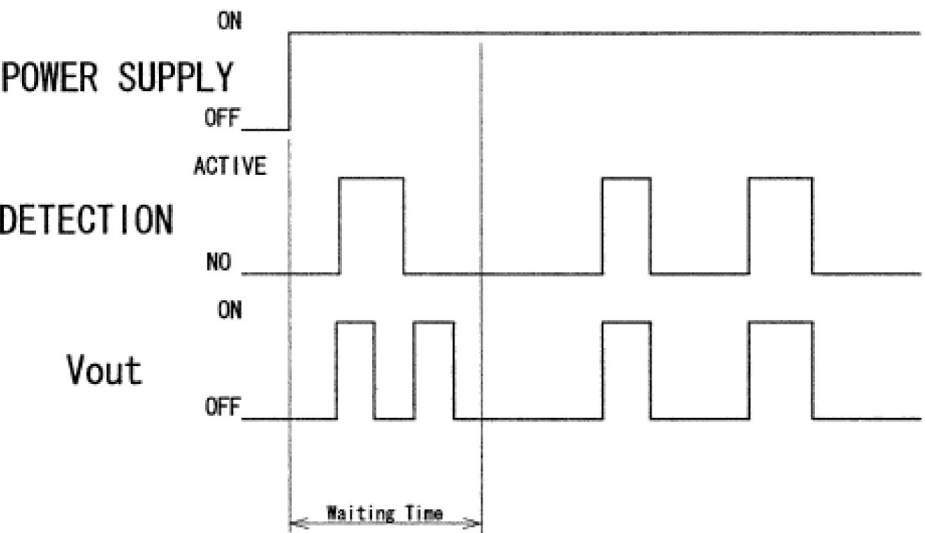 ON
POWER SUPPLY
OFF
ACTIVE
DETECTION
NO
ON
Vout
OFF
Waiting Time